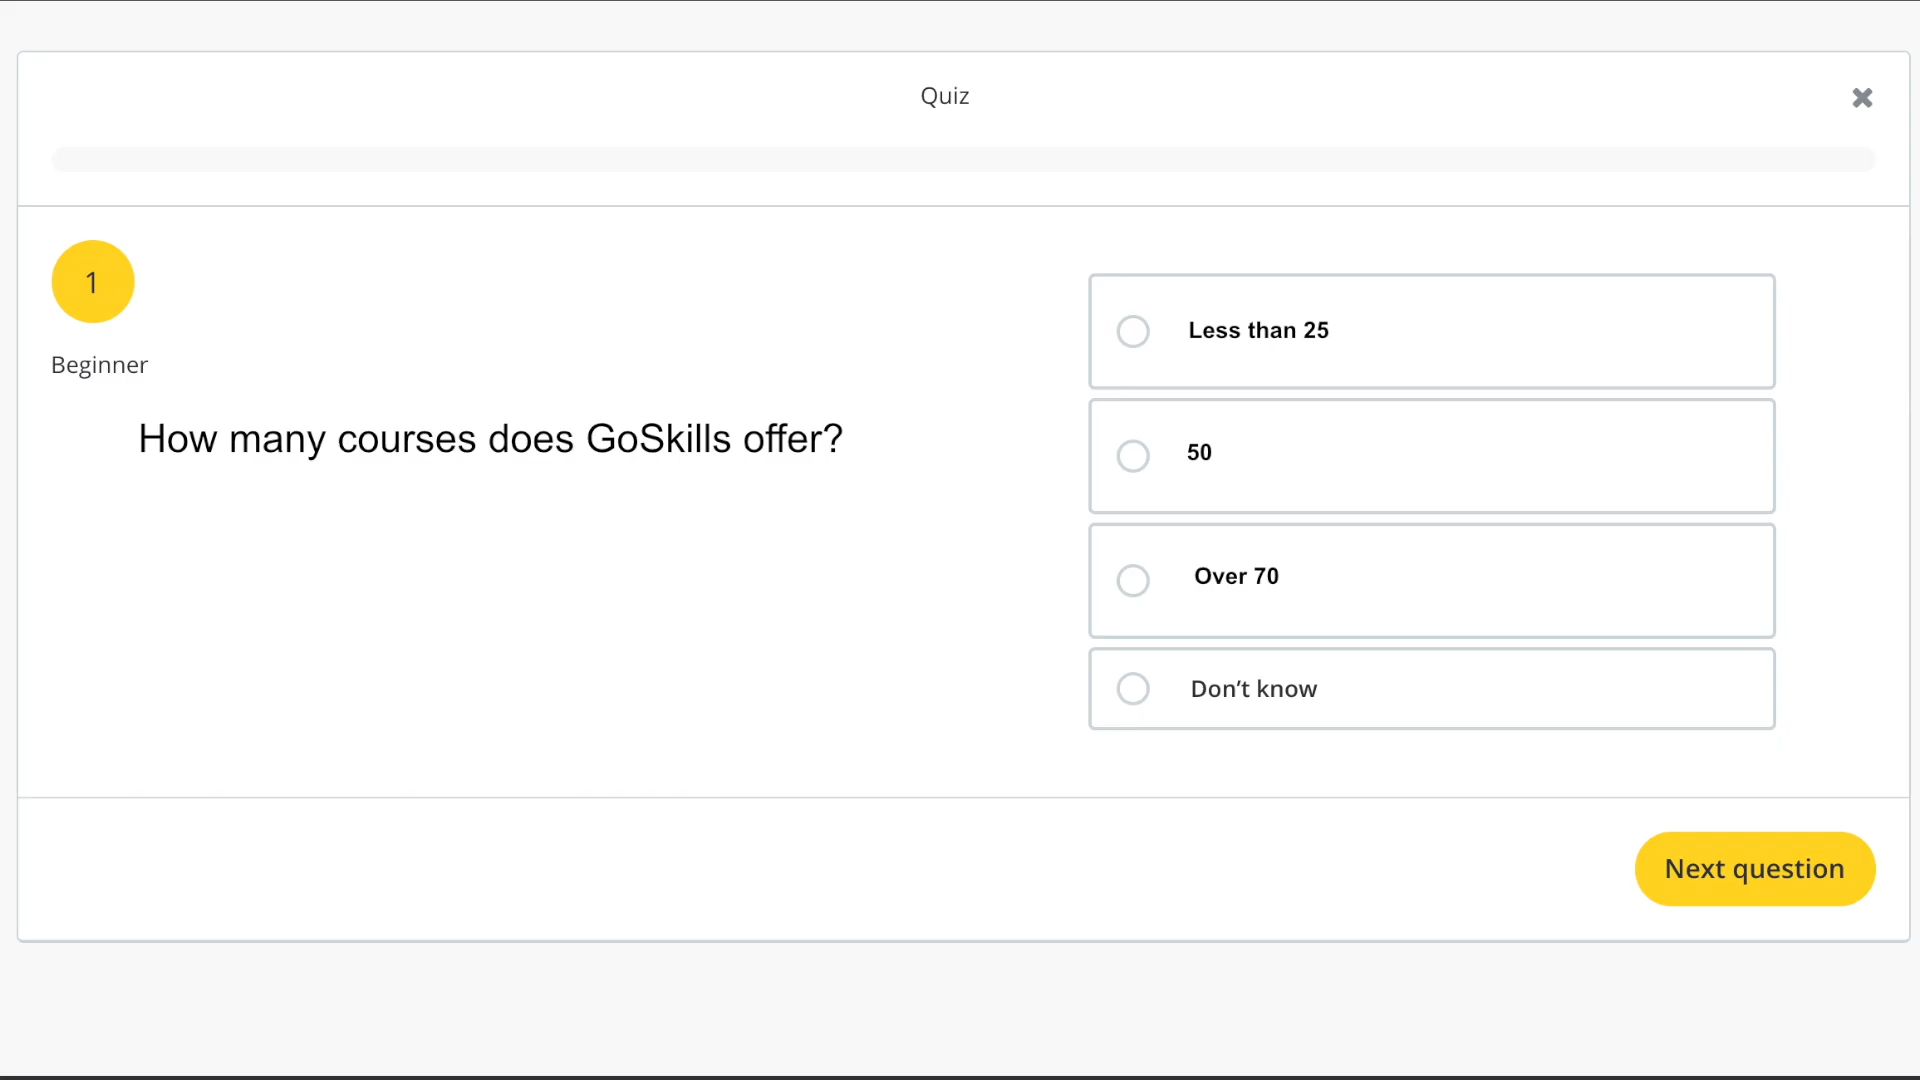 Quiz
1
Beginner
How many courses does GoSkills offer?
Less than 25
50
Over 70
Don’t know
Next question